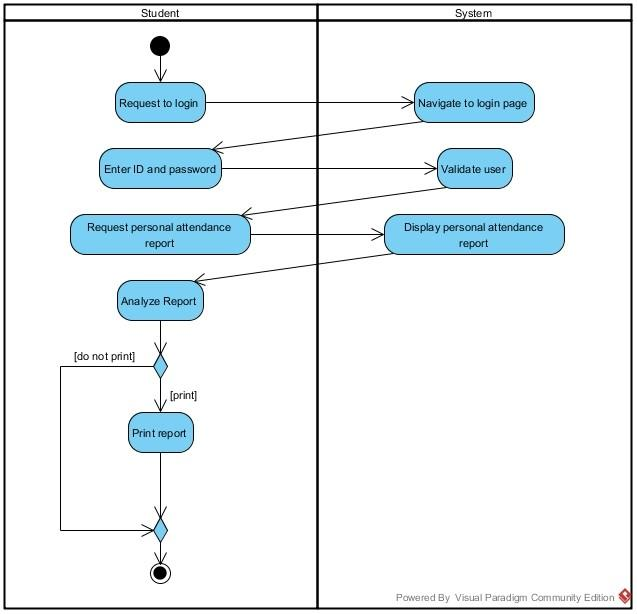 Student
System
Request to login
Navigate to login page
Enter ID and password
Validate user
Request personal attendance
report
Display personal attendance
report
Analyze Report
[do not print]
[print]
Print report
Powered By Visual Paradigm Community Edition